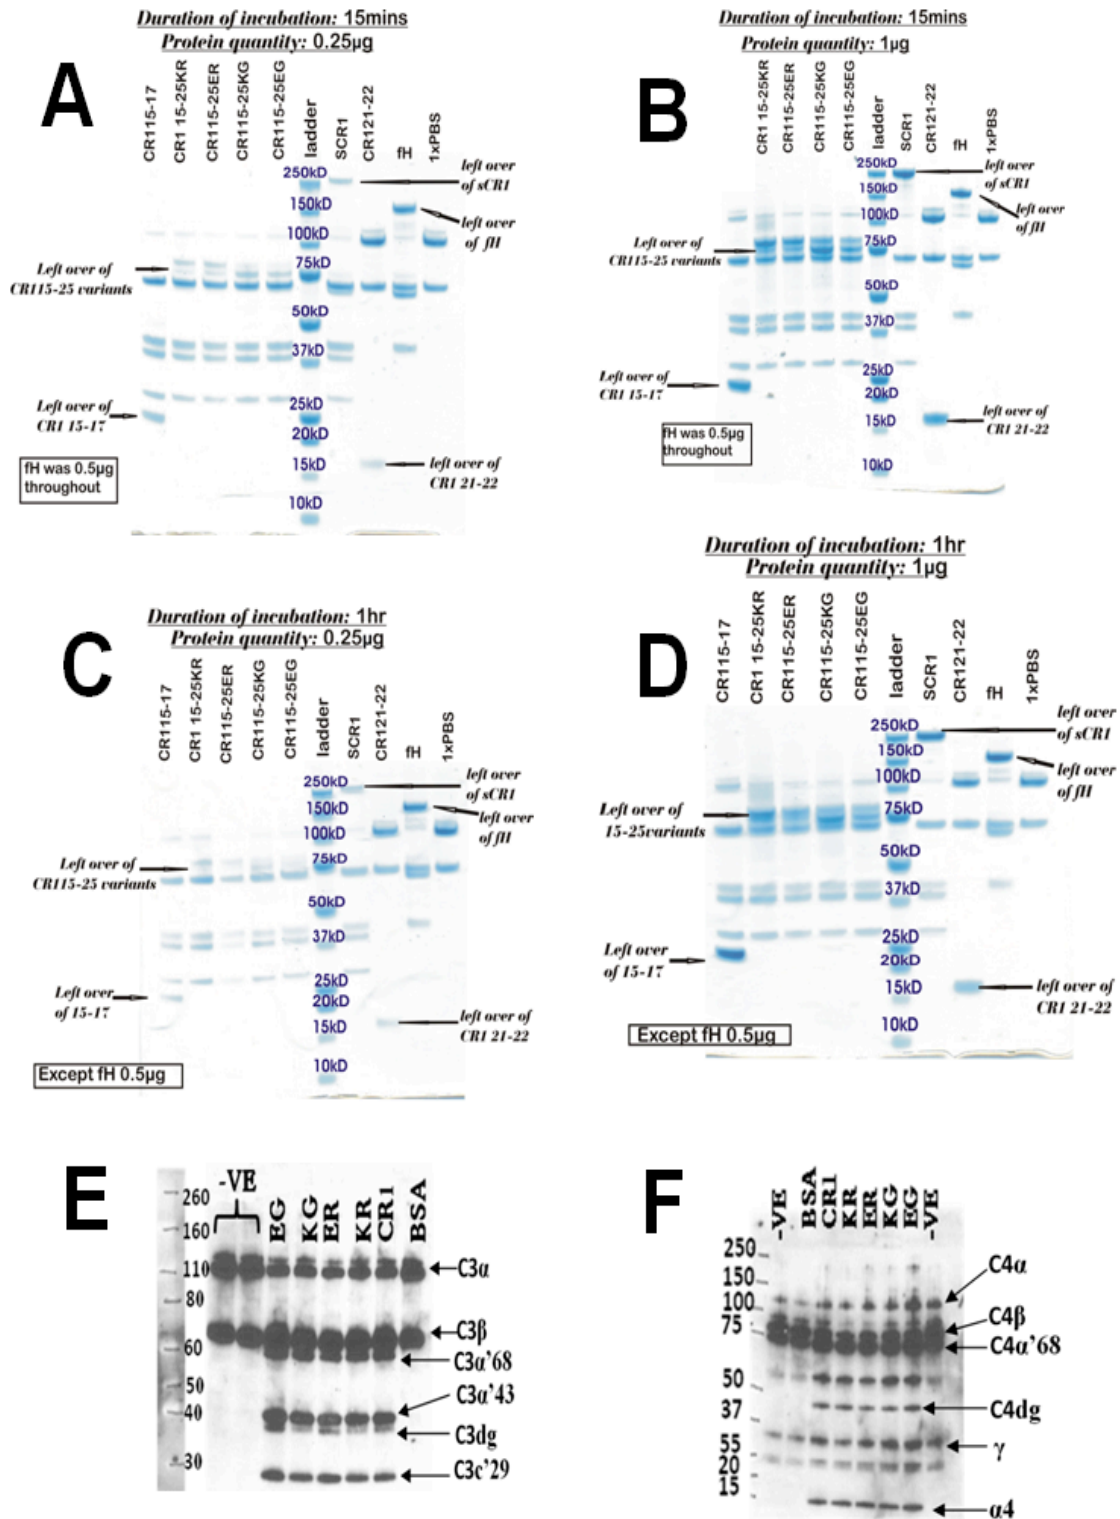 Duration of incubation: 15mins
Protein quantity: 0.25µg
A
CR115-17
CR1 15-25KR
CR115-25ER
CR115-25KG
CR115-25EG
ladder
SCR1
CR121-22
fH
1xPBS
250kD
150kD
100kD
75kD
50kD
37kD
25kD
20kD
15kD
10kD
left over
of sCR1
left over
of fH
Left over of
CR115-25 variants
Left over of
CR1 15-17
left over of
CR1 21-22
fH was 0.5µg
throughout
Duration of incubation: 15mins
Protein quantity: 1µg
B
CR1 15-25KR
CR115-25ER
CR115-25KG
CR115-25EG
ladder
SCR1
CR121-22
fH
1xPBS
250kD
150kD
100kD
75kD
50kD
37kD
25kD
20kD
15kD
10kD
left over
of sCR1
left over
of fH
Left over of
CR115-25 variants
Left over of
CR1 15-17
left over of
CR1 21-22
fH was 0.5µg
throughout
Duration of incubation: 1hr
Protein quantity: 0.25µg
C
CR115-17
CR1 15-25KR
CR115-25ER
CR115-25KG
CR115-25EG
ladder
SCR1
CR121-22
fH
1xPBS
250kD
150kD
100kD
75kD
50kD
37kD
25kD
20kD
15kD
10kD
left over
of sCR1
left over
of fH
Left over of
CR115-25 variants
Left over
of 15-17
left over of
CR1 21-22
Except fH 0.5µg
Duration of incubation: 1hr
Protein quantity: 1µg
D
CR115-17
CR1 15-25KR
CR115-25ER
CR115-25KG
CR115-25EG
ladder
SCR1
CR121-22
fH
1xPBS
250kD
150kD
100kD
75kD
50kD
37kD
25kD
20kD
15kD
10kD
left over
of sCR1
left over
of fH
Left over of
15-25variants
Left over
of 15-17
left over of
CR1 21-22
Except fH 0.5µg
E
-VE
EG
KG
ER
KR
CR1
BSA
260
160
110
80
60
50
40
30
C3α
C3β
C3α'68
C3α'43
C3dg
C3c'29
F
-VE
BSA
CR1
KR
ER
KG
EG
-VE
250
150
100
75
50
37
55
20
15
C4α
C4β
C4α'68
C4dg
γ
α4